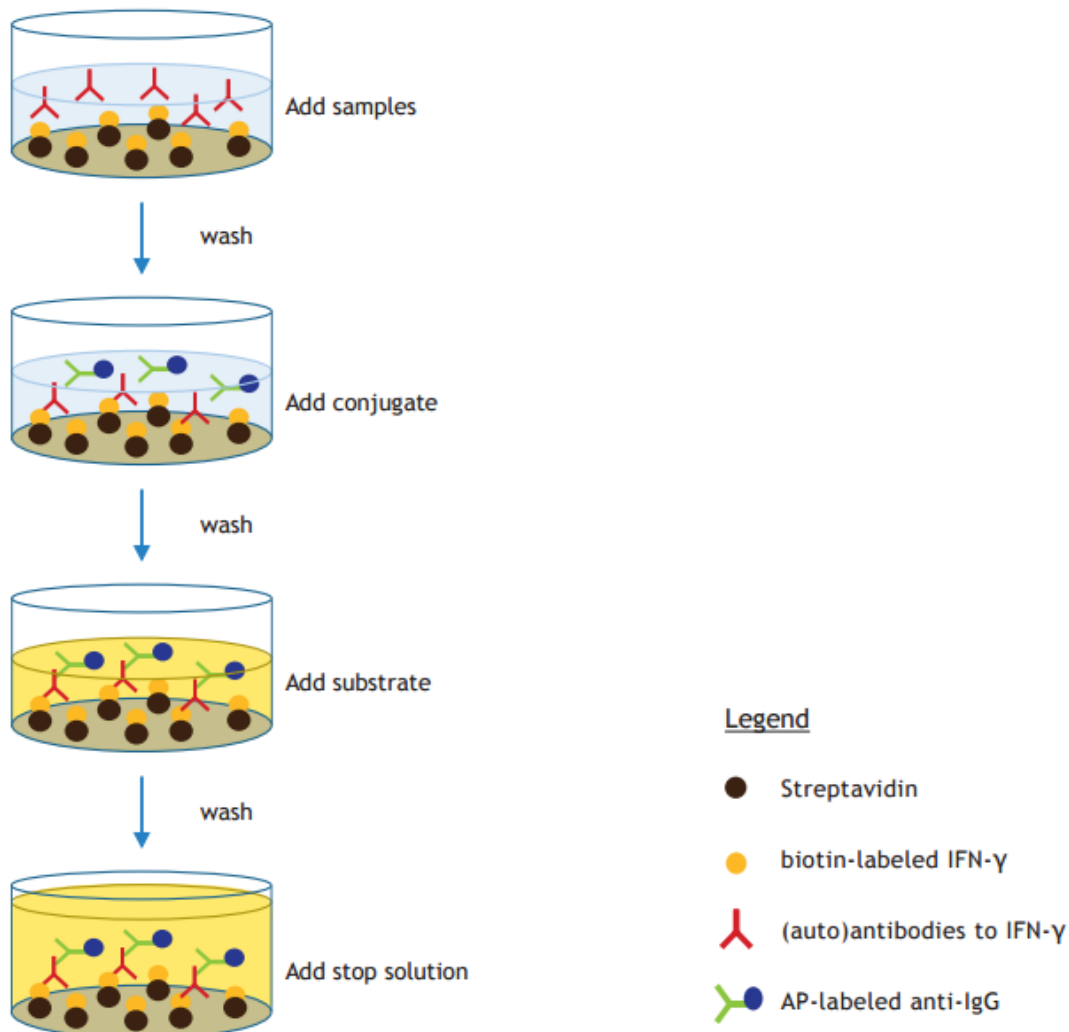 Add samples
wash
Add conjugate
wash
Add substrate
wash
Add stop solution
Legend
Streptavidin
biotin-labeled IFN-γ
(auto)antibodies to IFN-γ
AP-labeled anti-IgG